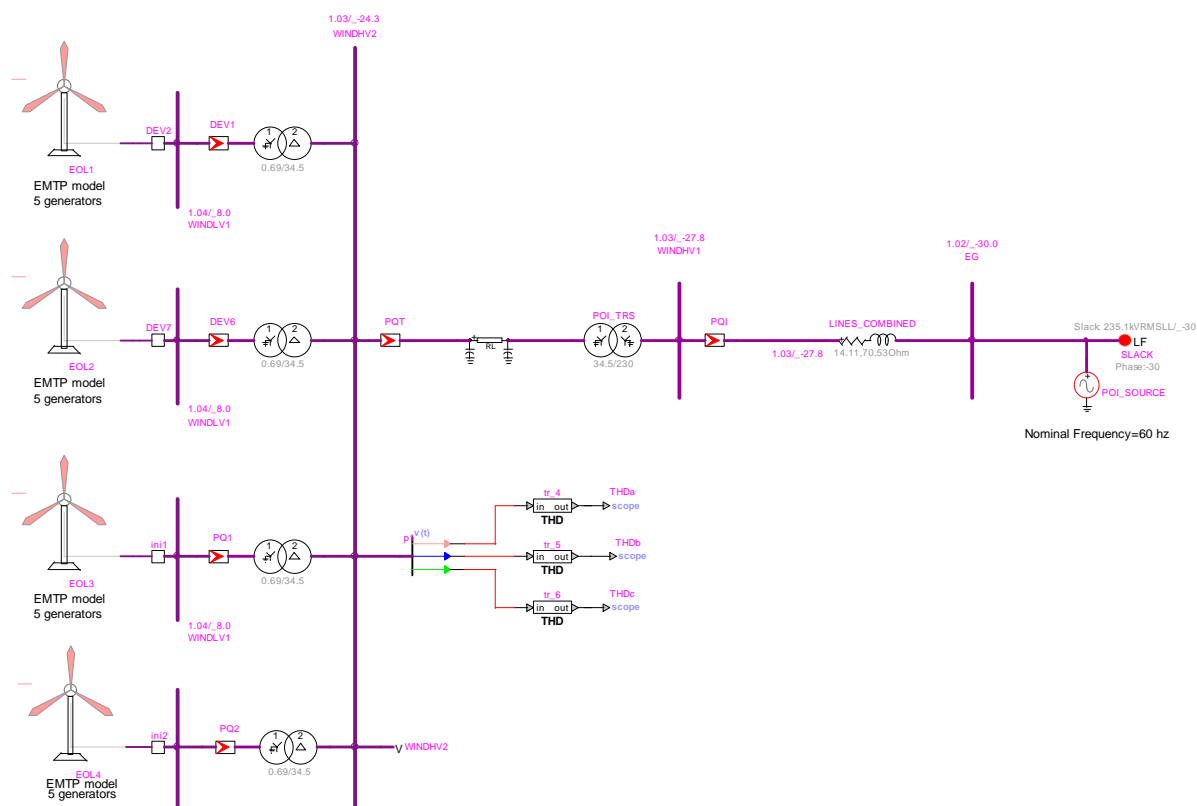 1.03/_-24.3
WINDHV2
DEV2
DEV1
1
2
0.69/34.5
EOL1
EMTP model
5 generators
1.04/_8.0
WINDLV1
DEV7
DEV6
1
2
0.69/34.5
EOL2
EMTP model
5 generators
1.04/_8.0
WINDLV1
PQT
+
RL
POI_TRS
1
2
34.5/230
1.03/_-27.8
WINDHV1
PQI
1.03/_-27.8
LINES_COMBINED
+
14.11,70.53Ohm
1.02/_-30.0
EG
Slack: 235.1kVRMSLL/_-30
LF
SLACK
Phase:-30
+
POI_SOURCE
Nominal Frequency=60 hz
ini1
PQ1
1
2
0.69/34.5
EOL3
EMTP model
5 generators
1.04/_8.0
WINDLV1
p
v(t)
tr_4
in out
THD
THDa
scope
tr_5
in out
THD
THDb
scope
tr_6
in out
THD
THDc
scope
ini2
PQ2
1
2
0.69/34.5
V WINDHV2
EOL4
EMTP model
5 generators